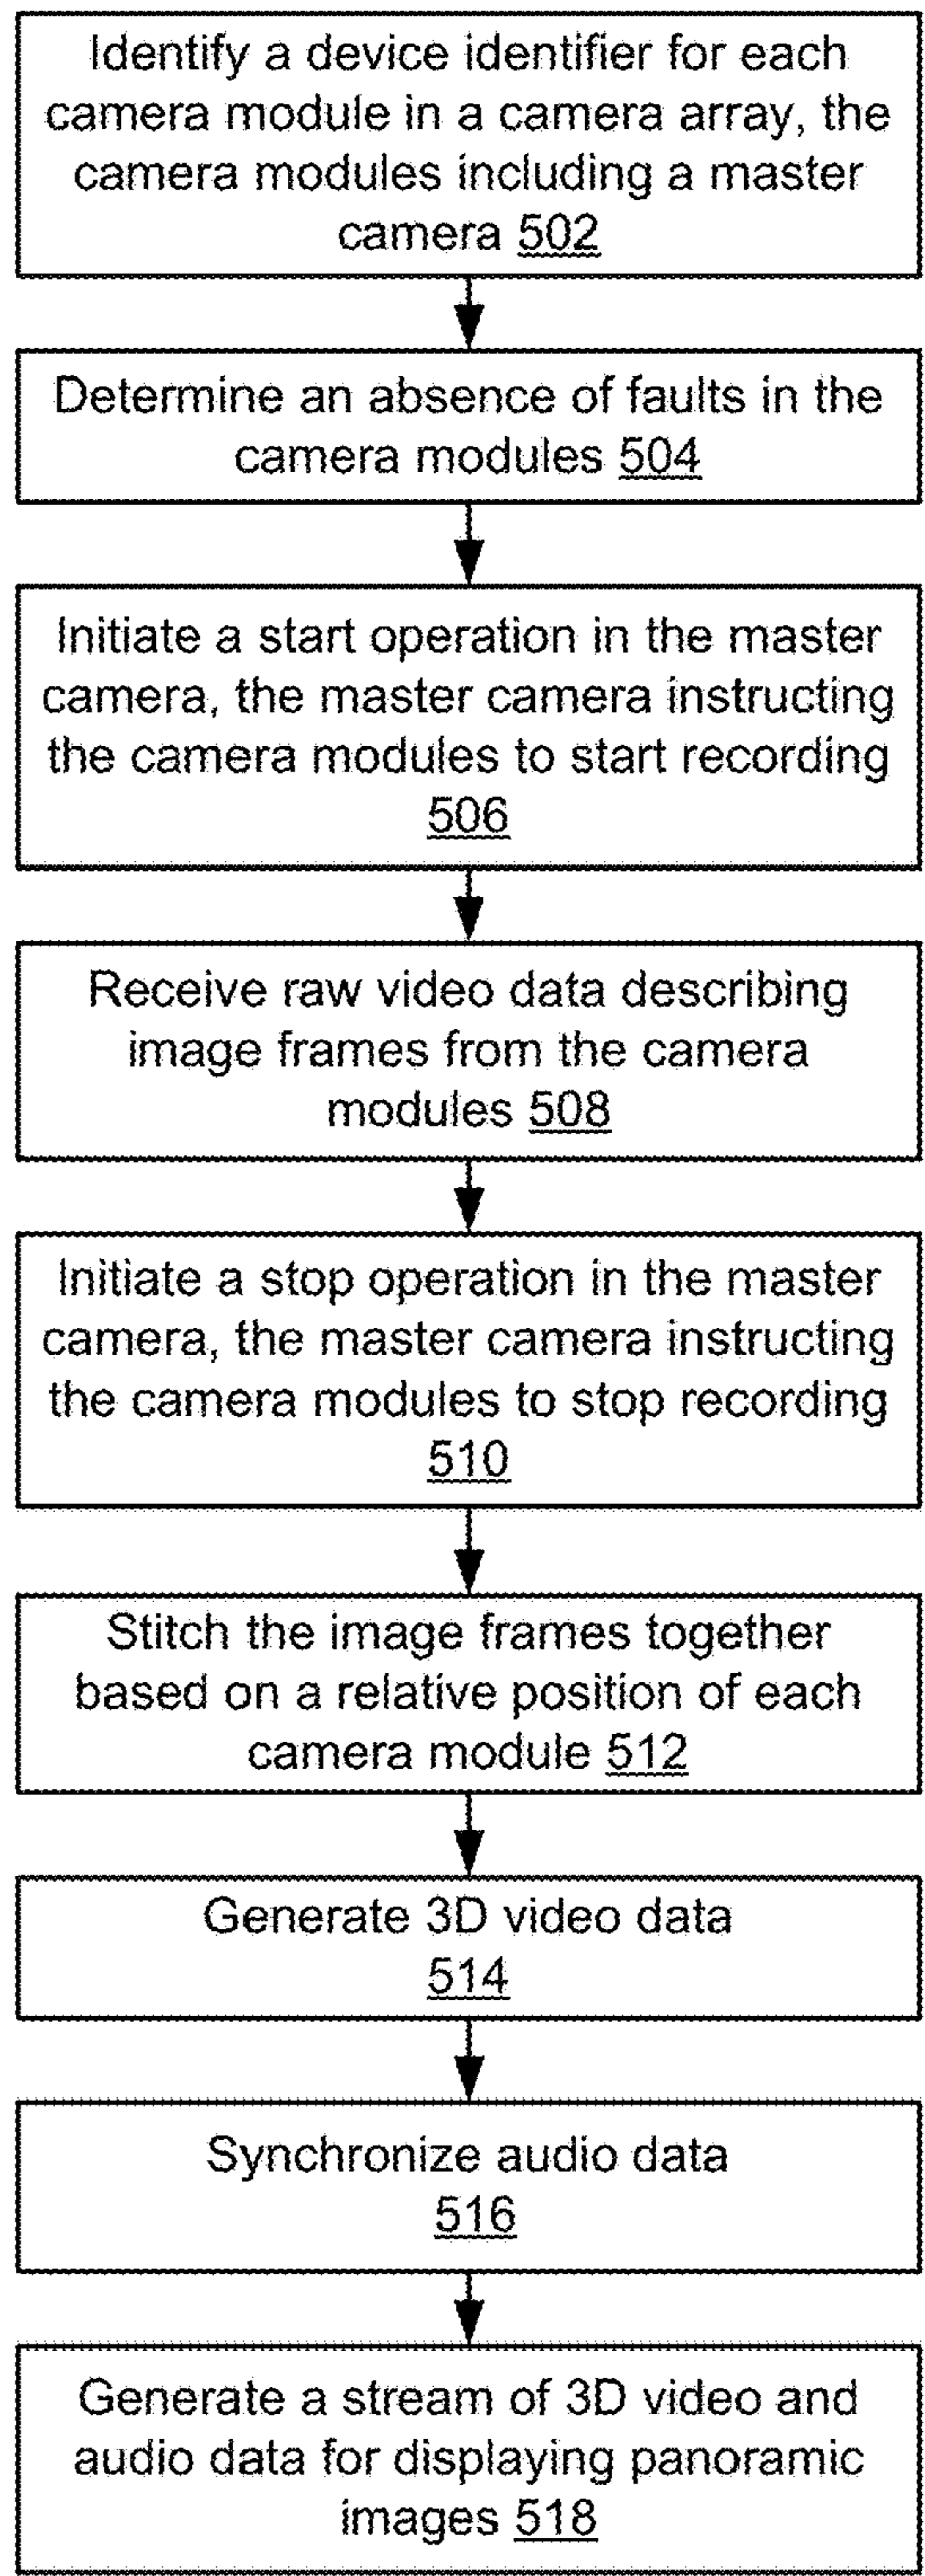 Identify a device identifier for each
camera module in a camera array, the
camera modules including a master
camera 502
Determine an absence of faults in the
camera modules 504
Initiate a start operation in the master
camera, the master camera instructing
the camera modules to start recording
506
Receive raw video data describing
image frames from the camera
modules 508
Initiate a stop operation in the master
camera, the master camera instructing
the camera modules to stop recording
510
Stitch the image frames together
based on a relative position of each
camera module 512
Generate 3D video data
514
Synchronize audio data
516
Generate a stream of 3D video and
audio data for displaying panoramic
images 518